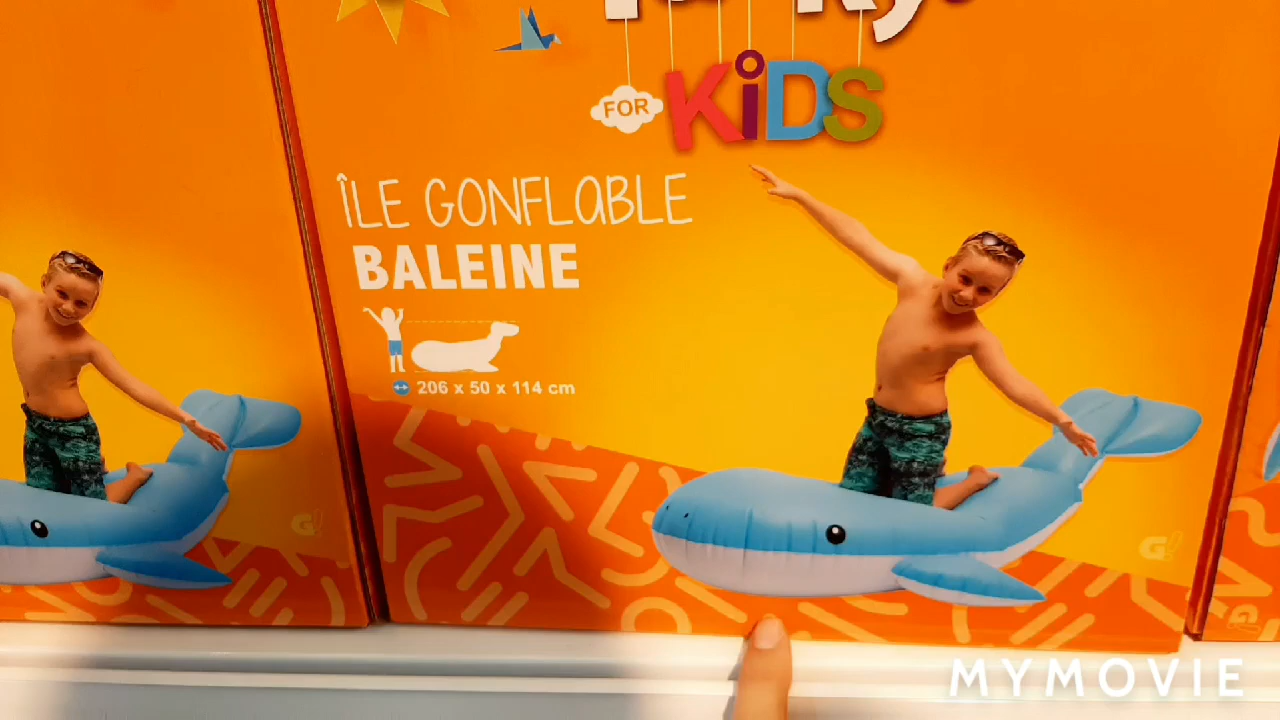 FOR KiDS
ÎLE GONFLABLE
BALEINE
206 x 50 x 114 cm
MYMOVIE